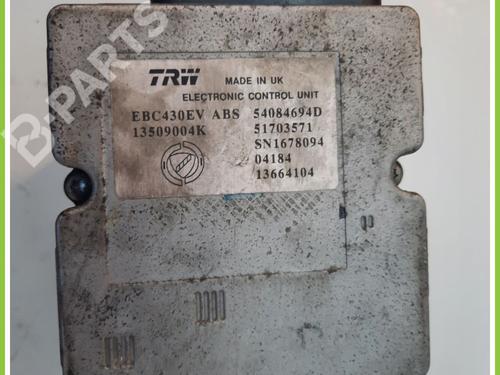 TRW MADE IN UK
ELECTRONIC CONTROL UNIT
EBC430EV ABS 54084694D
13509004K 51703571
SN1678094
04184
13664104
B-PARTS